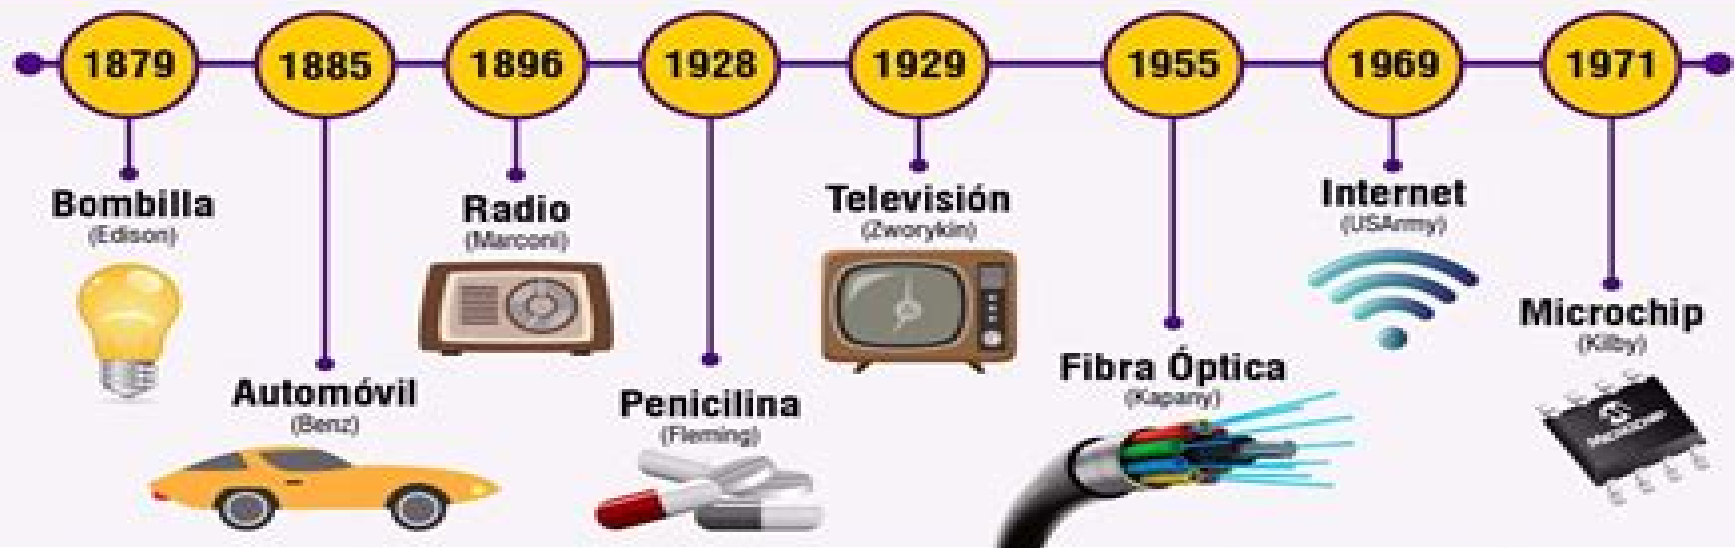 1879
1885
1896
1928
1929
1955
1969
1971
Bombilla
(Edison)
Automóvil
(Benz)
Radio
(Marconi)
Penicilina
(Fleming)
Televisión
(Zworykin)
Fibra Óptica
(Kapany)
Internet
(USArmy)
Microchip
(Kilby)